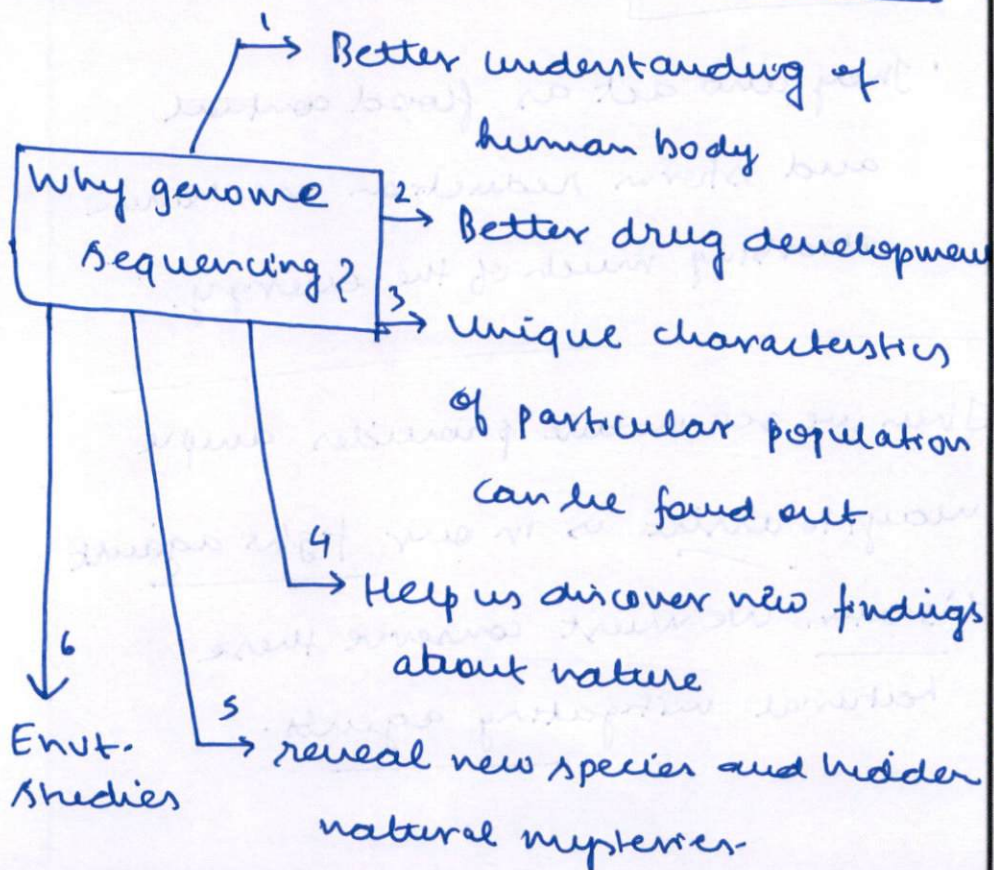 1
Better understanding of
human body
Why genome
sequencing?
2
Better drug development
3
Unique characterstics
of particular population
can be foud out
4
Help us discover new findings
about nature
5
reveal new species and hidden
natural mysteries.
6
Envt.
studies